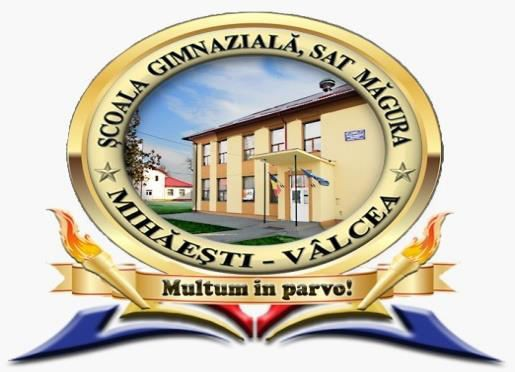 ȘCOALA GIMNAZIALĂ, SAT MĂGURA
MIHĂEȘTI - VÂLCEA
Multum in parvo!